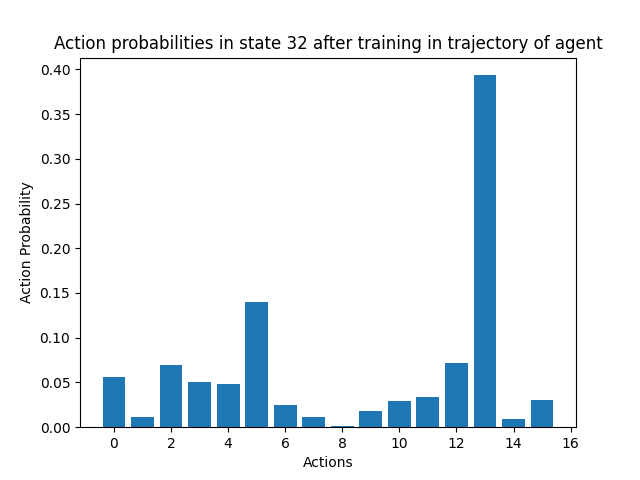 Action probabilities in state 32 after training in trajectory of agent
0.40
0.35
0.30
0.25
0.20
0.15
0.10
0.05
0.00
Action Probability
0 2 4 6 8 10 12 14 16
Actions